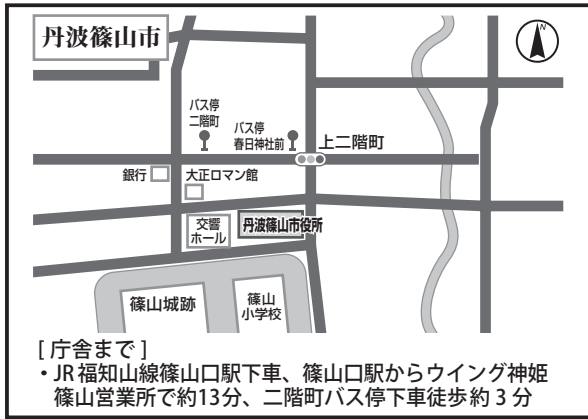 丹波篠山市
N
バス停
二階町
バス停
春日神社前
上二階町
銀行
大正ロマン館
交響
ホール
丹波篠山市役所
篠山城跡
篠山
小学校
[ 庁舎まで ]
・JR福知山線篠山口駅下車、篠山口駅からウイング神姫
篠山営業所で約13分、二階町バス停下車徒歩約３分